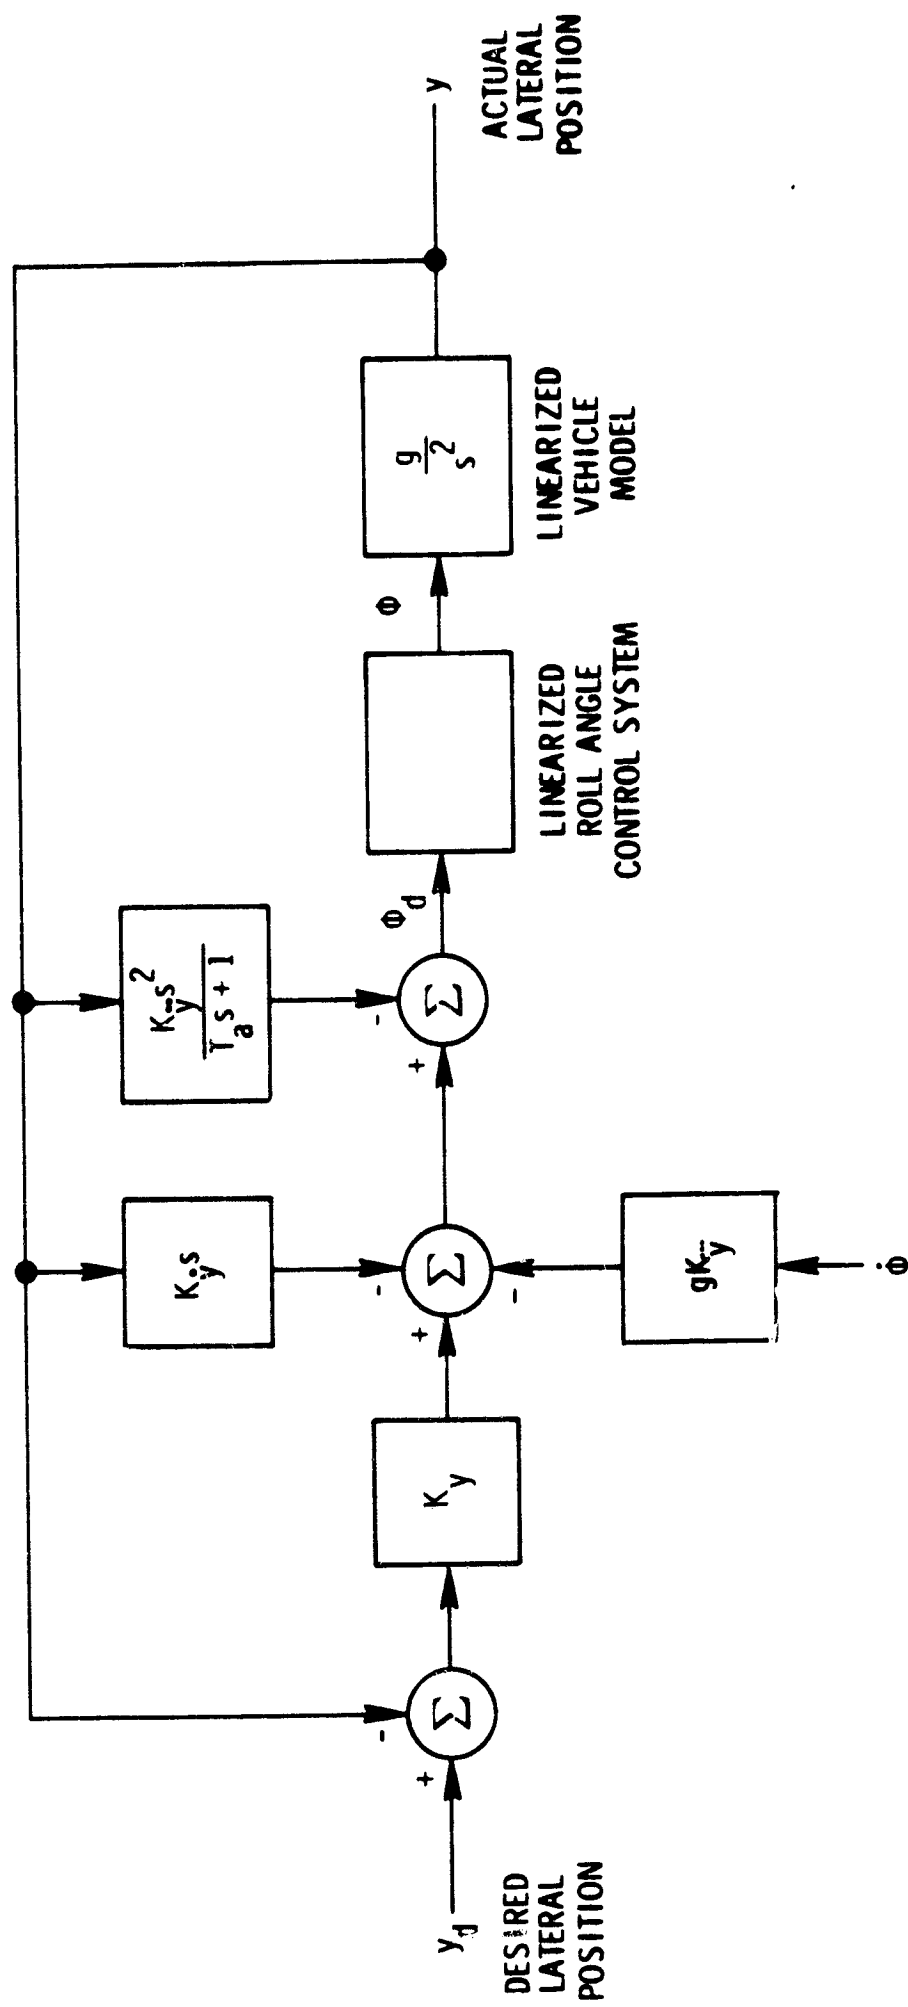 y_d
DESIRED
LATERAL
POSITION
+
-
Σ
K_y
+
-
-
Σ
K_ẏ s
gK_y⃛
Φ̇
+
-
Σ
K_ÿ s²
T_a s + 1
Φ_d
LINEARIZED
ROLL ANGLE
CONTROL SYSTEM
Φ
g
s²
LINEARIZED
VEHICLE
MODEL
y
ACTUAL
LATERAL
POSITION